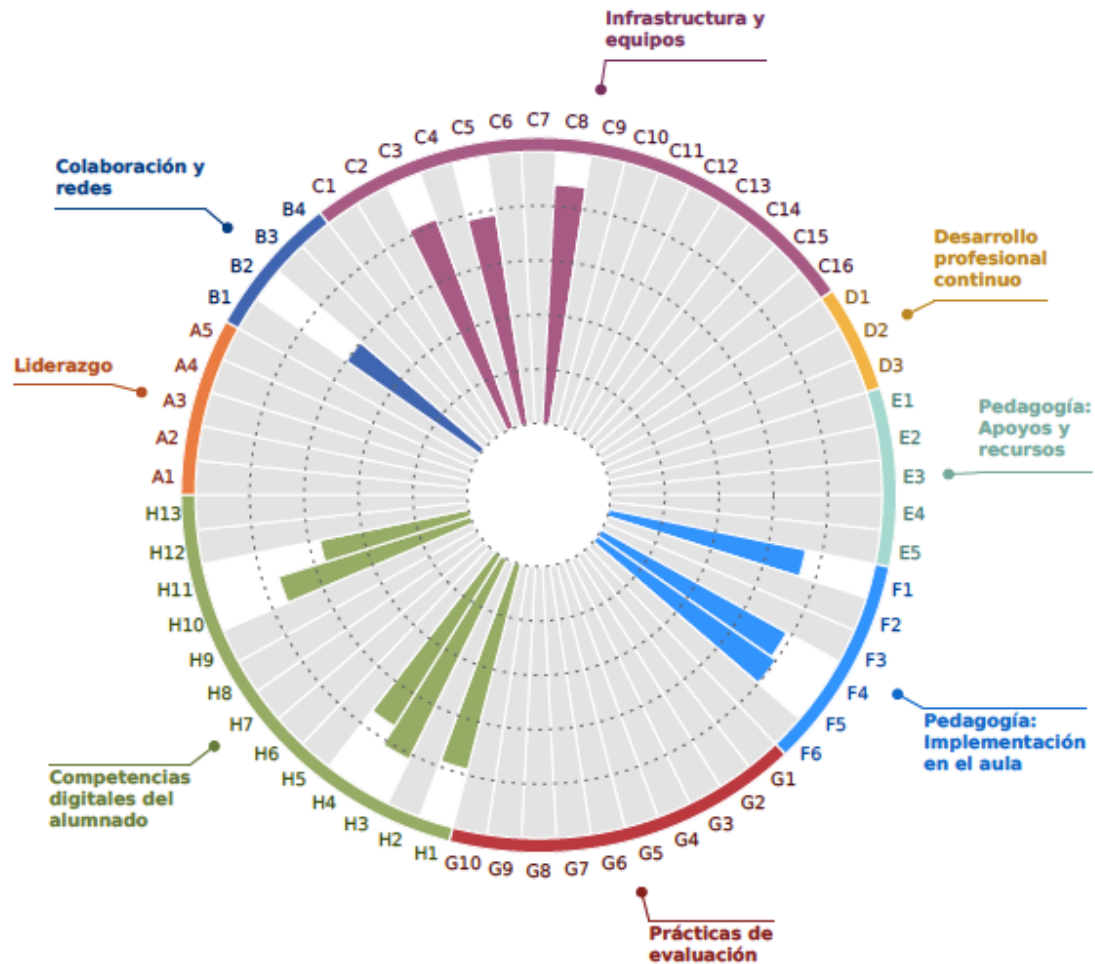 Infrastructura y
equipos
Colaboración y
redes
Desarrollo
profesional
continuo
Liderazgo
Pedagogía:
Apoyos y
recursos
Pedagogía:
Implementación
en el aula
Competencias
digitales del
alumnado
Prácticas de
evaluación
A1
A2
A3
A4
A5
B1
B2
B3
B4
C1
C2
C3
C4
C5
C6
C7
C8
C9
C10
C11
C12
C13
C14
C15
C16
D1
D2
D3
E1
E2
E3
E4
E5
F1
F2
F3
F4
F5
F6
G1
G2
G3
G4
G5
G6
G7
G8
G9
G10
H1
H2
H3
H4
H5
H6
H7
H8
H9
H10
H11
H12
H13